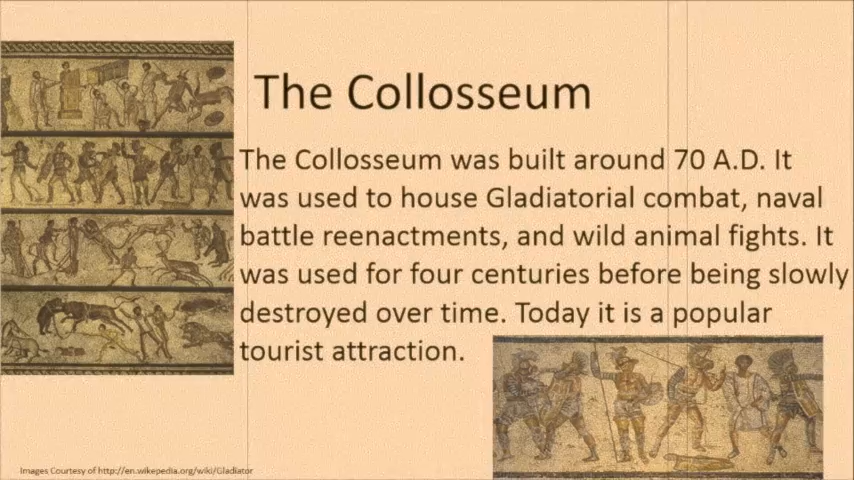 The Collosseum
The Collosseum was built around 70 A.D. It
was used to house Gladiatorial combat, naval
battle reenactments, and wild animal fights. It
was used for four centuries before being slowly
destroyed over time. Today it is a popular
tourist attraction.
Images Courtesy of http://en.wikepedia.org/wiki/Gladiator